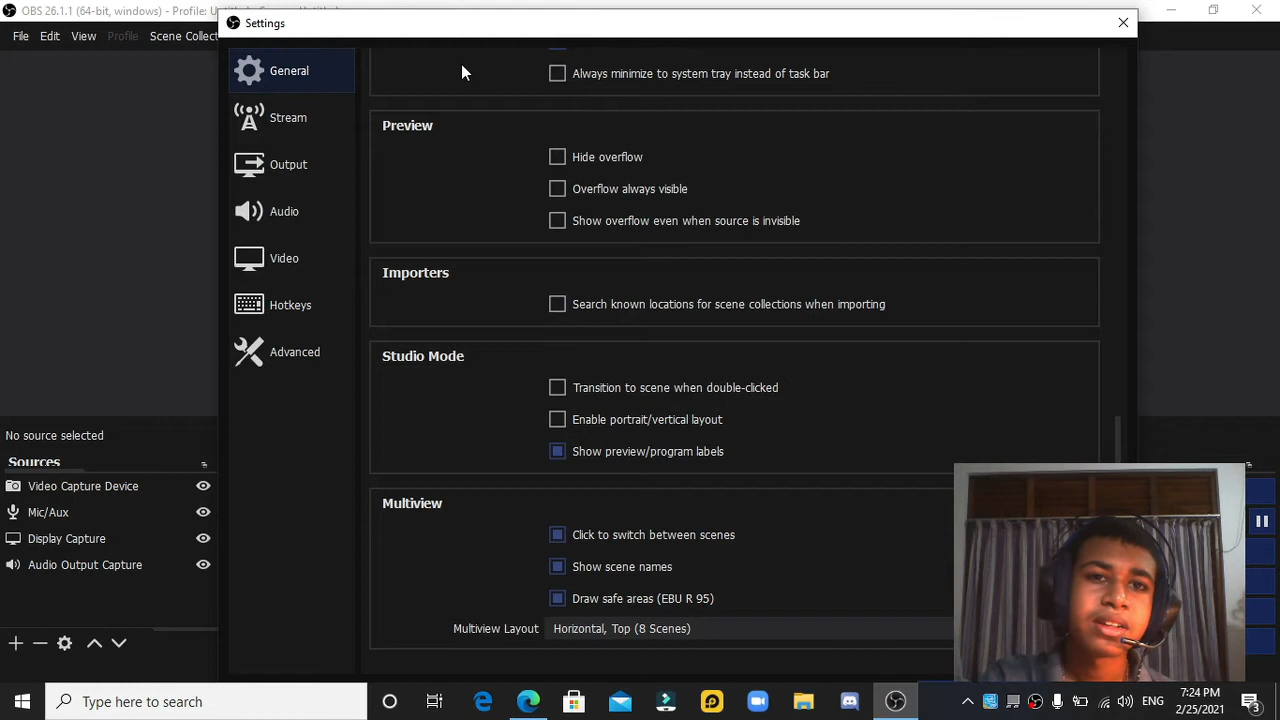 OBS 26.1.1 (64-bit, windows) - Profile:
Settings
File Edit View Profile Scene Collect
General
Stream
Output
Audio
Video
Hotkeys
Advanced
Always minimize to system tray instead of task bar
Preview
Hide overflow
Overflow always visible
Show overflow even when source is invisible
Importers
Search known locations for scene collections when importing
Studio Mode
Transition to scene when double-clicked
Enable portrait/vertical layout
Show preview/program labels
Multiview
Click to switch between scenes
Show scene names
Draw safe areas (EBU R 95)
Multiview Layout Horizontal, Top (8 Scenes)
No source selected
Sources
Video Capture Device
Mic/Aux
Display Capture
Audio Output Capture
Type here to search
ENG
7:24 PM
2/25/2021
3